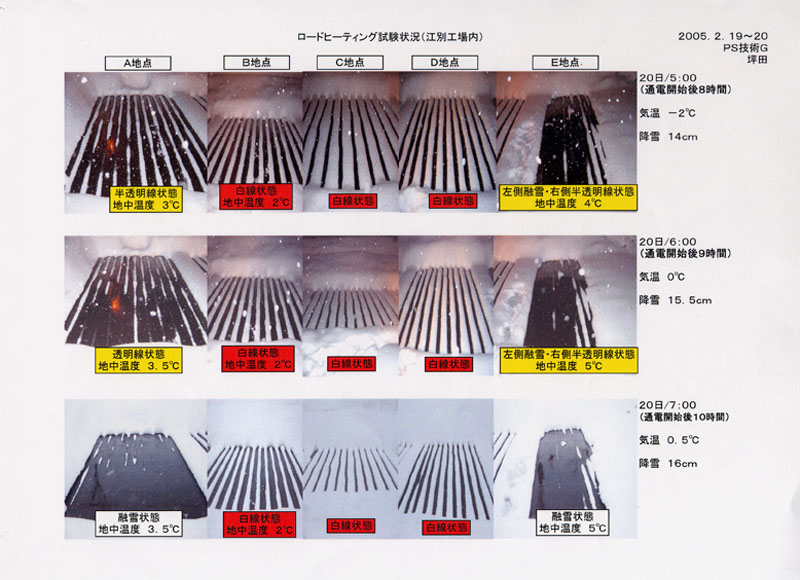 ロードヒーティング試験状況(江別工場内)
2005. 2. 19～20
PS技術G
坪田
A地点
B地点
C地点
D地点
E地点
20日/5:00
(通電開始後8時間)
気温 －2℃
降雪 14cm
半透明線状態
地中温度 3℃
白線状態
地中温度 2℃
白線状態
白線状態
左側融雪・右側半透明線状態
地中温度 4℃
20日/6:00
(通電開始後9時間)
気温 0℃
降雪 15. 5cm
透明線状態
地中温度 3. 5℃
白線状態
地中温度 2℃
白線状態
白線状態
左側融雪・右側半透明線状態
地中温度 5℃
20日/7:00
(通電開始後10時間)
気温 0. 5℃
降雪 16cm
融雪状態
地中温度 3. 5℃
白線状態
地中温度 2℃
白線状態
白線状態
融雪状態
地中温度 5℃